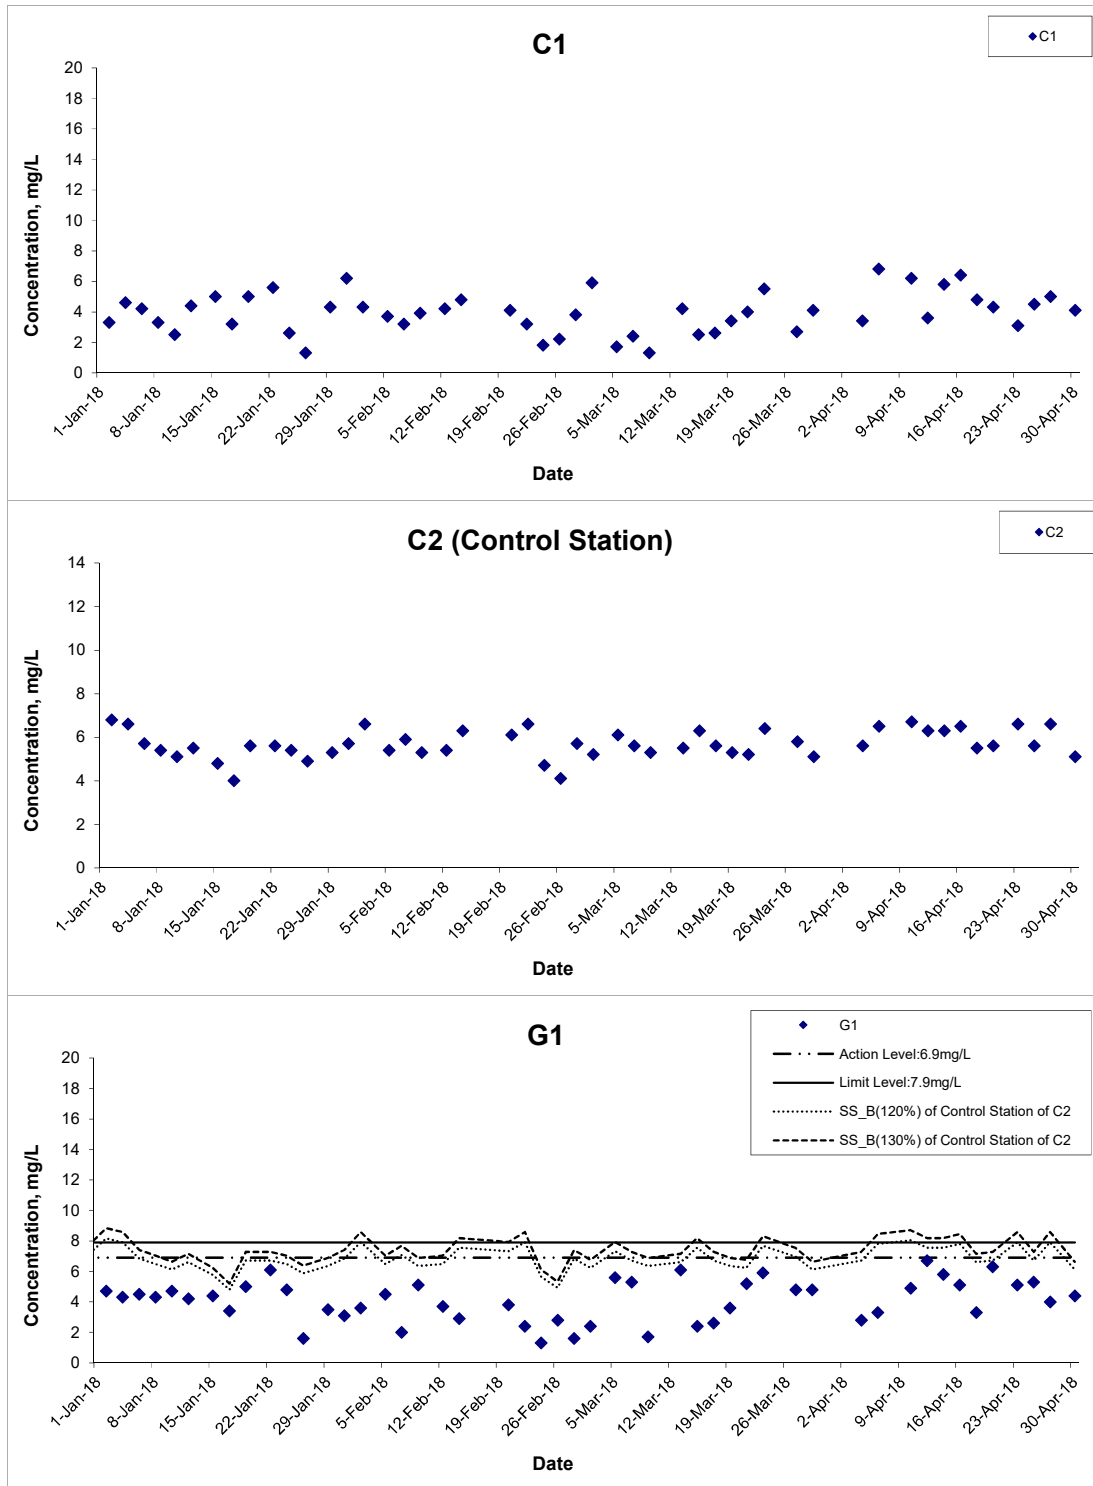 C1
C1
20
18
16
14
12
10
8
6
4
2
0
Concentration, mg/L
1-Jan-18
8-Jan-18
15-Jan-18
22-Jan-18
29-Jan-18
5-Feb-18
12-Feb-18
19-Feb-18
26-Feb-18
5-Mar-18
12-Mar-18
19-Mar-18
26-Mar-18
2-Apr-18
9-Apr-18
16-Apr-18
23-Apr-18
30-Apr-18
Date
C2 (Control Station)
C2
14
12
10
8
6
4
2
0
Concentration, mg/L
1-Jan-18
8-Jan-18
15-Jan-18
22-Jan-18
29-Jan-18
5-Feb-18
12-Feb-18
19-Feb-18
26-Feb-18
5-Mar-18
12-Mar-18
19-Mar-18
26-Mar-18
2-Apr-18
9-Apr-18
16-Apr-18
23-Apr-18
30-Apr-18
Date
G1
G1
Action Level:6.9mg/L
Limit Level:7.9mg/L
SS_B(120%) of Control Station of C2
SS_B(130%) of Control Station of C2
20
18
16
14
12
10
8
6
4
2
0
Concentration, mg/L
1-Jan-18
8-Jan-18
15-Jan-18
22-Jan-18
29-Jan-18
5-Feb-18
12-Feb-18
19-Feb-18
26-Feb-18
5-Mar-18
12-Mar-18
19-Mar-18
26-Mar-18
2-Apr-18
9-Apr-18
16-Apr-18
23-Apr-18
30-Apr-18
Date